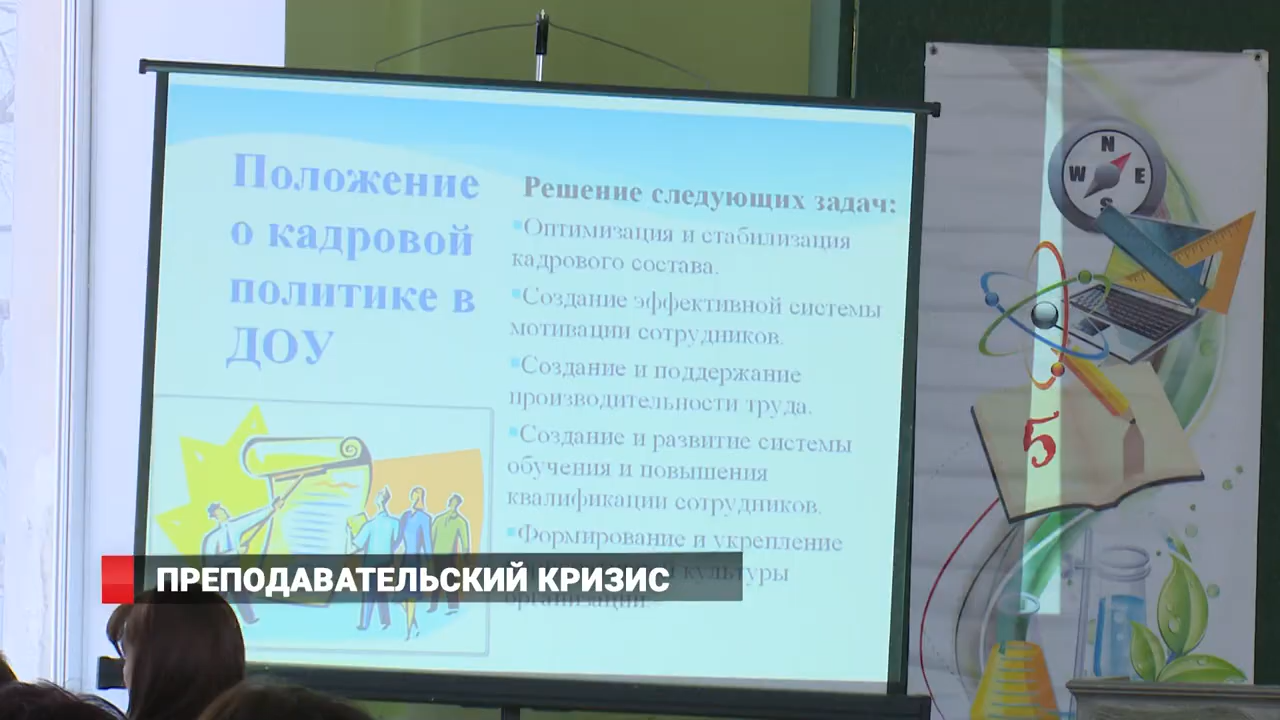 Положение
о кадровой
политике в
ДОУ
Решение следующих задач:
Оптимизация и стабилизация
кадрового состава.
Создание эффективной системы
мотивации сотрудников.
Создание и поддержание
производительности труда.
Создание и развитие системы
обучения и повышения
квалификации сотрудников.
Формирование и укрепление
культуры
организации.
ПРЕПОДАВАТЕЛЬСКИЙ КРИЗИС
N
W
E
S
5